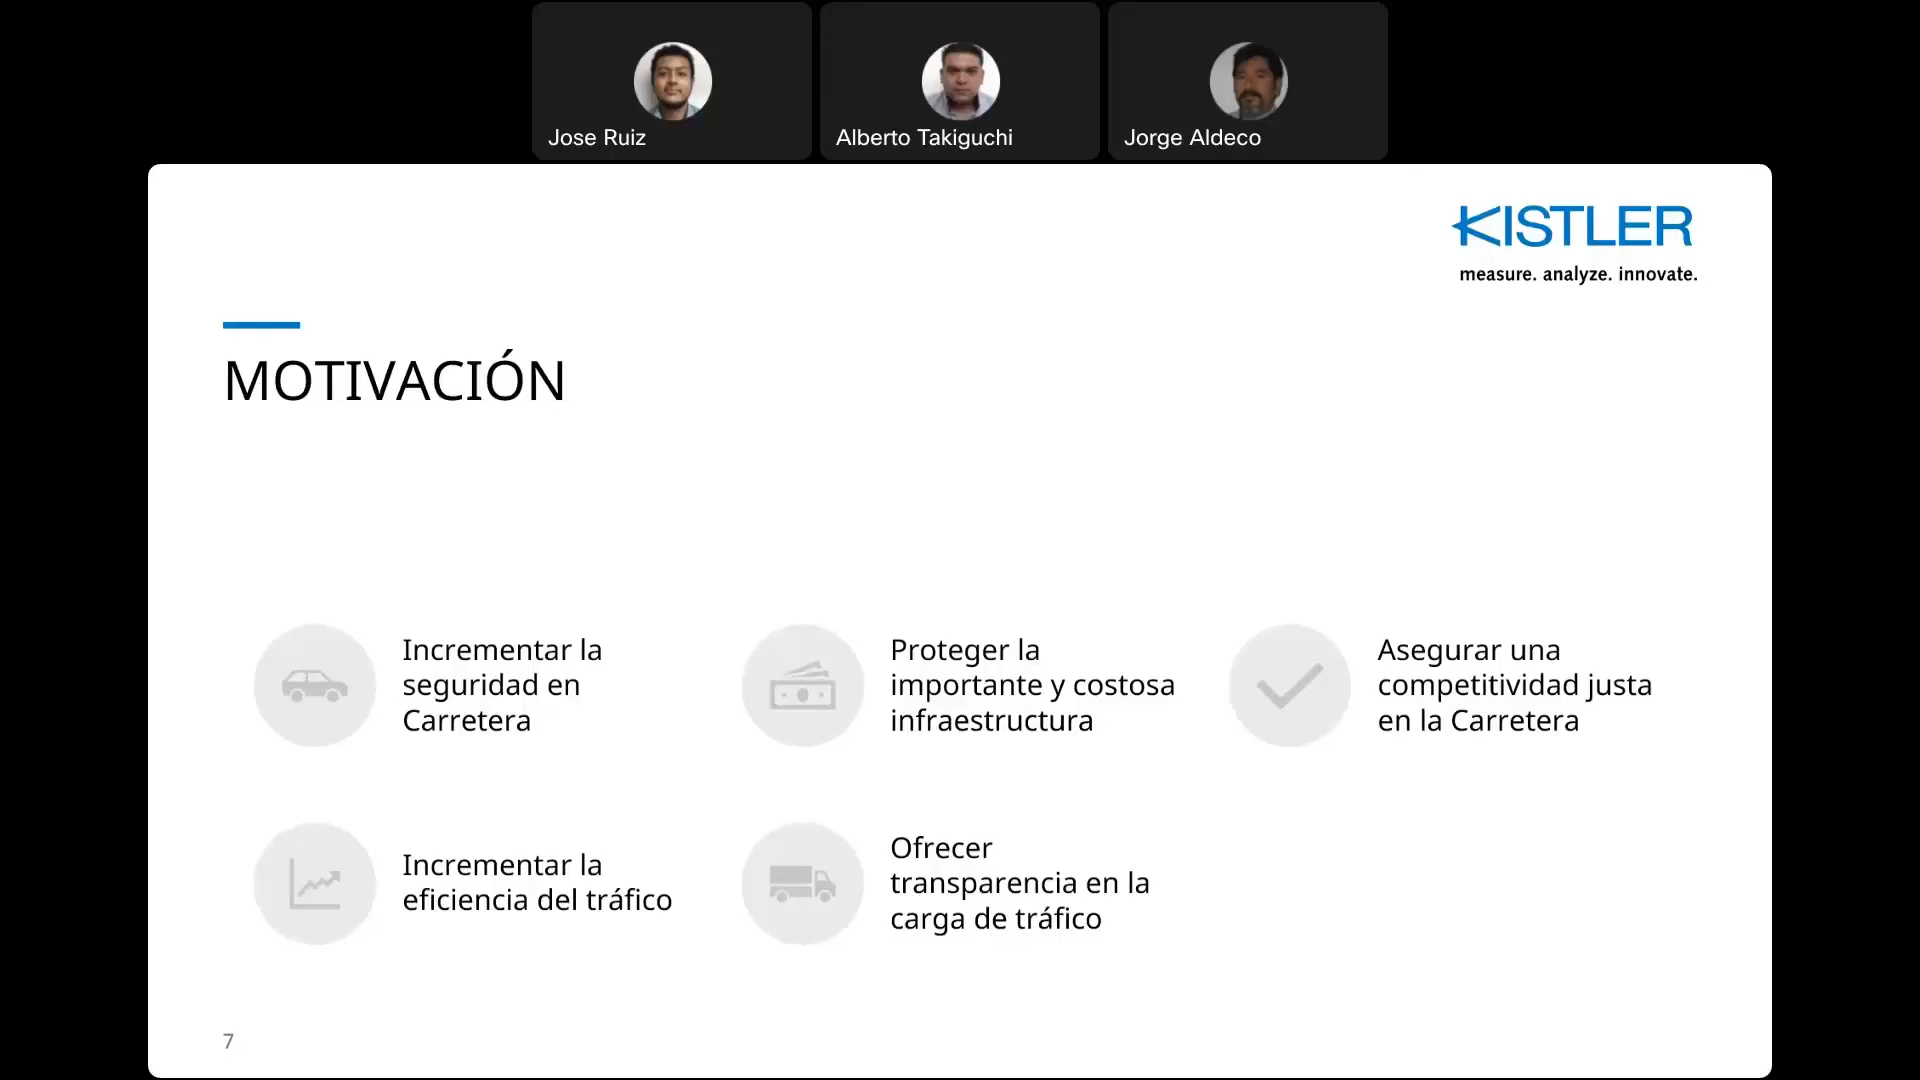 Jose Ruiz
Alberto Takiguchi
Jorge Aldeco
KISTLER
measure. analyze. innovate.
MOTIVACIÓN
Incrementar la
seguridad en
Carretera
Proteger la
importante y costosa
infraestructura
Asegurar una
competitividad justa
en la Carretera
Incrementar la
eficiencia del tráfico
Ofrecer
transparencia en la
carga de tráfico
7